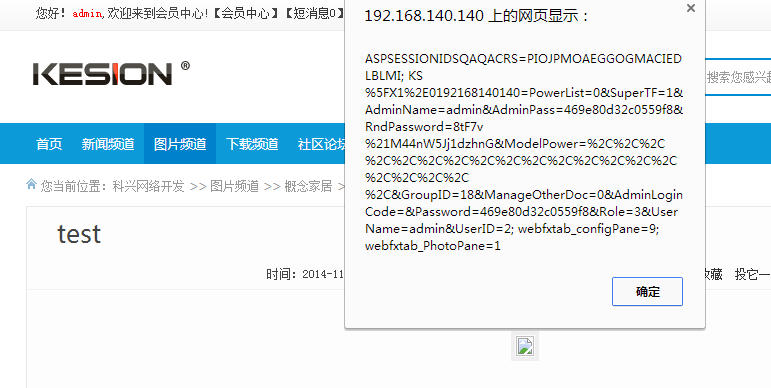 您好！admin,欢迎来到会员中心!【会员中心】【短消息0】
KESION ®
首页 新闻频道 图片频道 下载频道 社区论坛
搜索您感兴趣
您当前位置：科兴网络开发 >> 图片频道 >> 概念家居 >
test
时间：2014-11
收藏 投它一
192.168.140.140 上的网页显示：
ASPSESSIONIDSQAQACRS=PIOJPMOAEGGOGMACIED
LBLMI; KS
%5FX1%2E0192168140140=PowerList=0&SuperTF=1&
AdminName=admin&AdminPass=469e80d32c0559f8&
RndPassword=8tF7v
%21M44nW5Jj1dzhnG&ModelPower=%2C%2C%2C
%2C%2C%2C%2C%2C%2C%2C%2C%2C%2C%2C%2C
%2C%2C%2C%2C
%2C&GroupID=18&ManageOtherDoc=0&AdminLogin
Code=&Password=469e80d32c0559f8&Role=3&User
Name=admin&UserID=2; webfxtab_configPane=9;
webfxtab_PhotoPane=1
确定